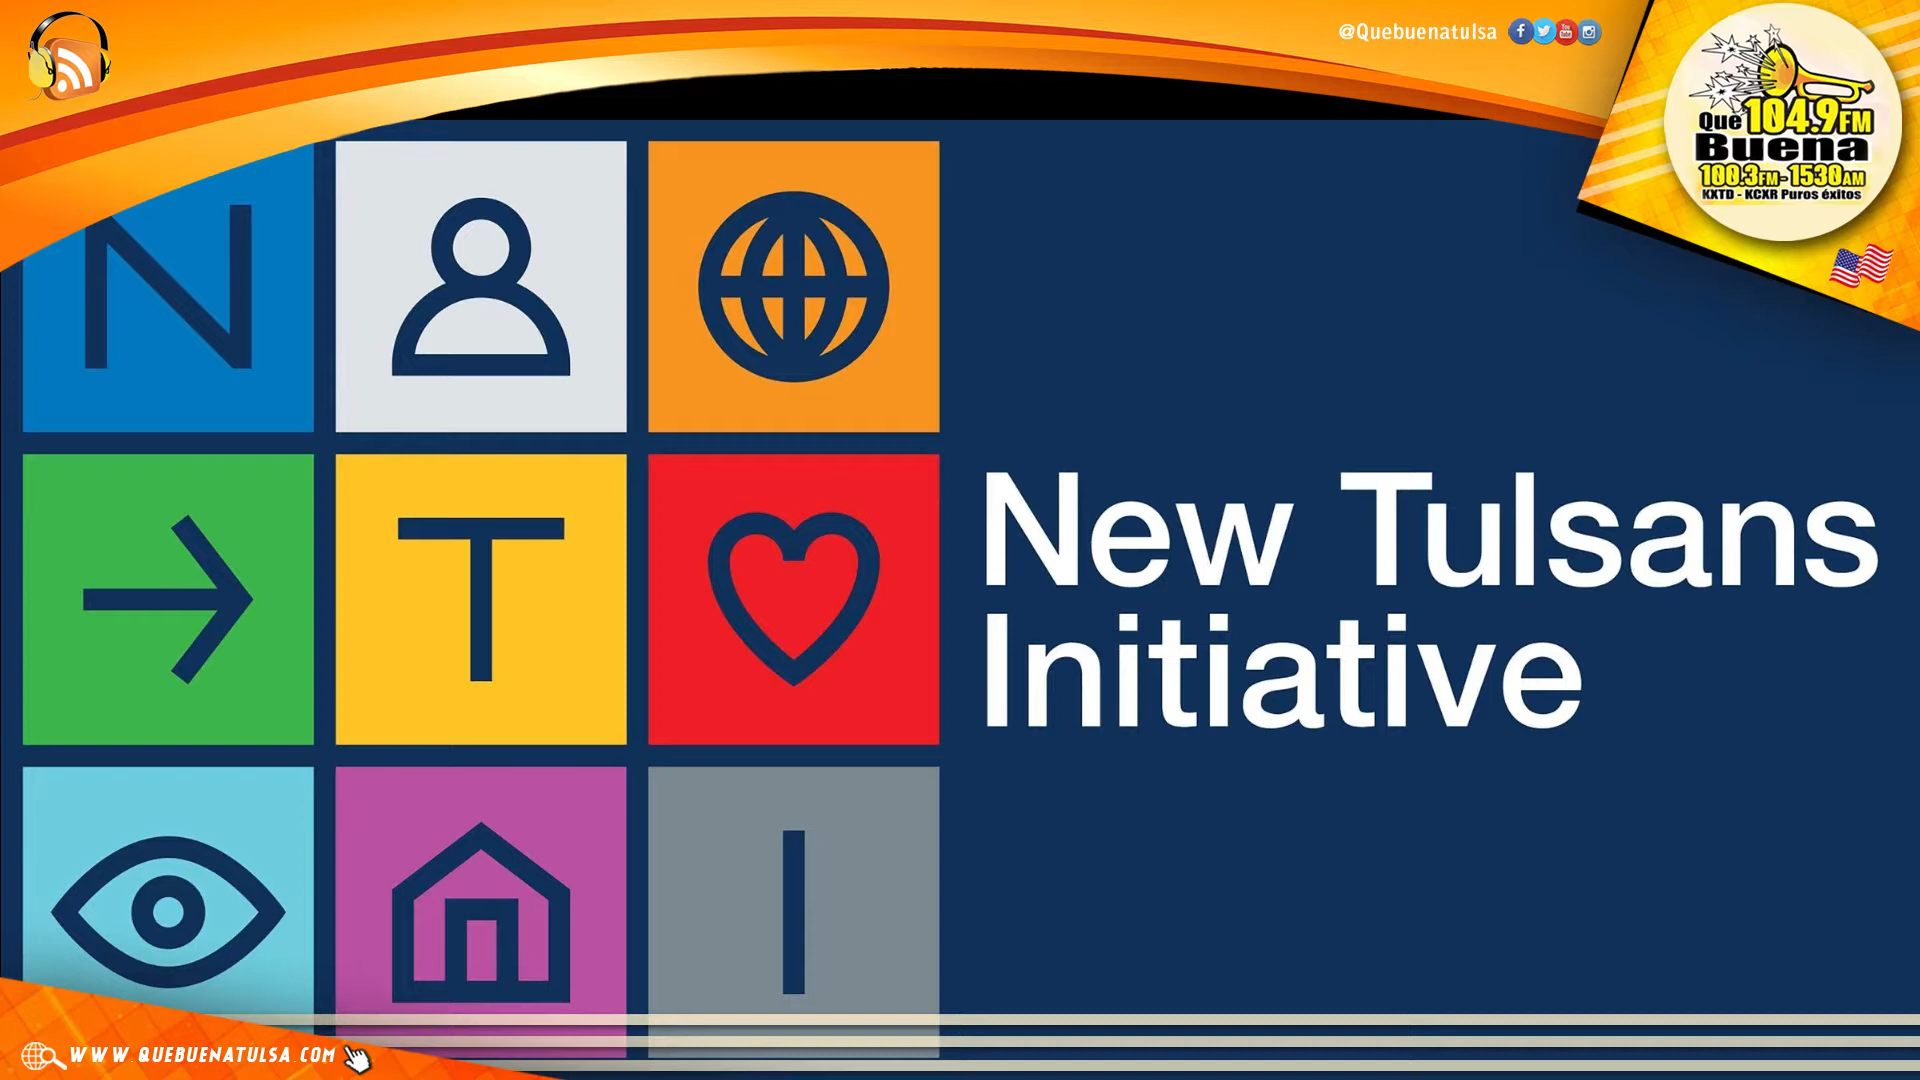 @Quebuenatulsa
Que 104.9FM
Buena
100.3FM - 1530AM
KXTD - KCXR Puros éxitos
N
T
I
New Tulsans
Initiative
WWW.QUEBUENATULSA.COM